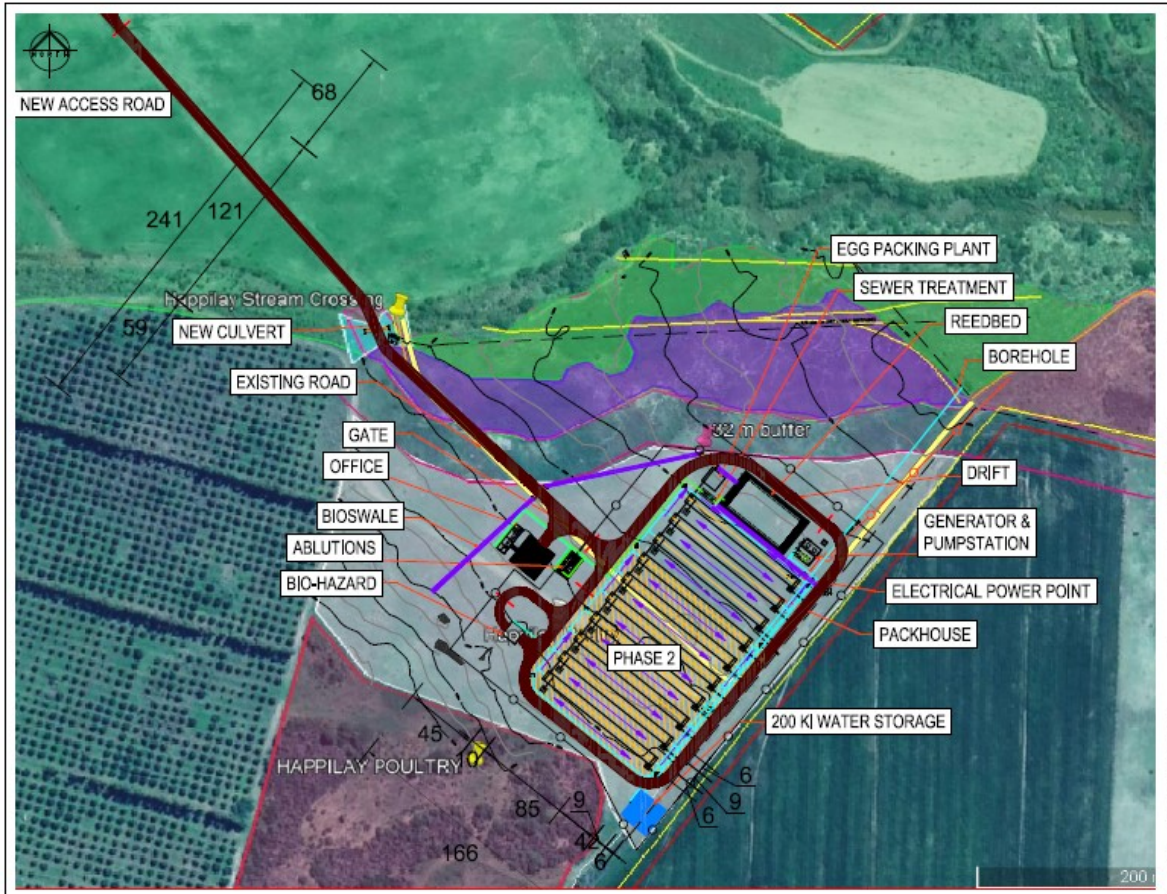 NORTH
NEW ACCESS ROAD
68
241
121
59
EGG PACKING PLANT
SEWER TREATMENT
REEDBED
BOREHOLE
Happilay Stream Crossing
NEW CULVERT
EXISTING ROAD
GATE
OFFICE
BIOSWALE
ABLUTIONS
BIO-HAZARD
32 m buffer
DRIFT
GENERATOR &
PUMPSTATION
ELECTRICAL POWER POINT
PACKHOUSE
PHASE 2
200 Kl WATER STORAGE
45
HAPPILAY POULTRY
85
9
42
6
166
6
9
6
200